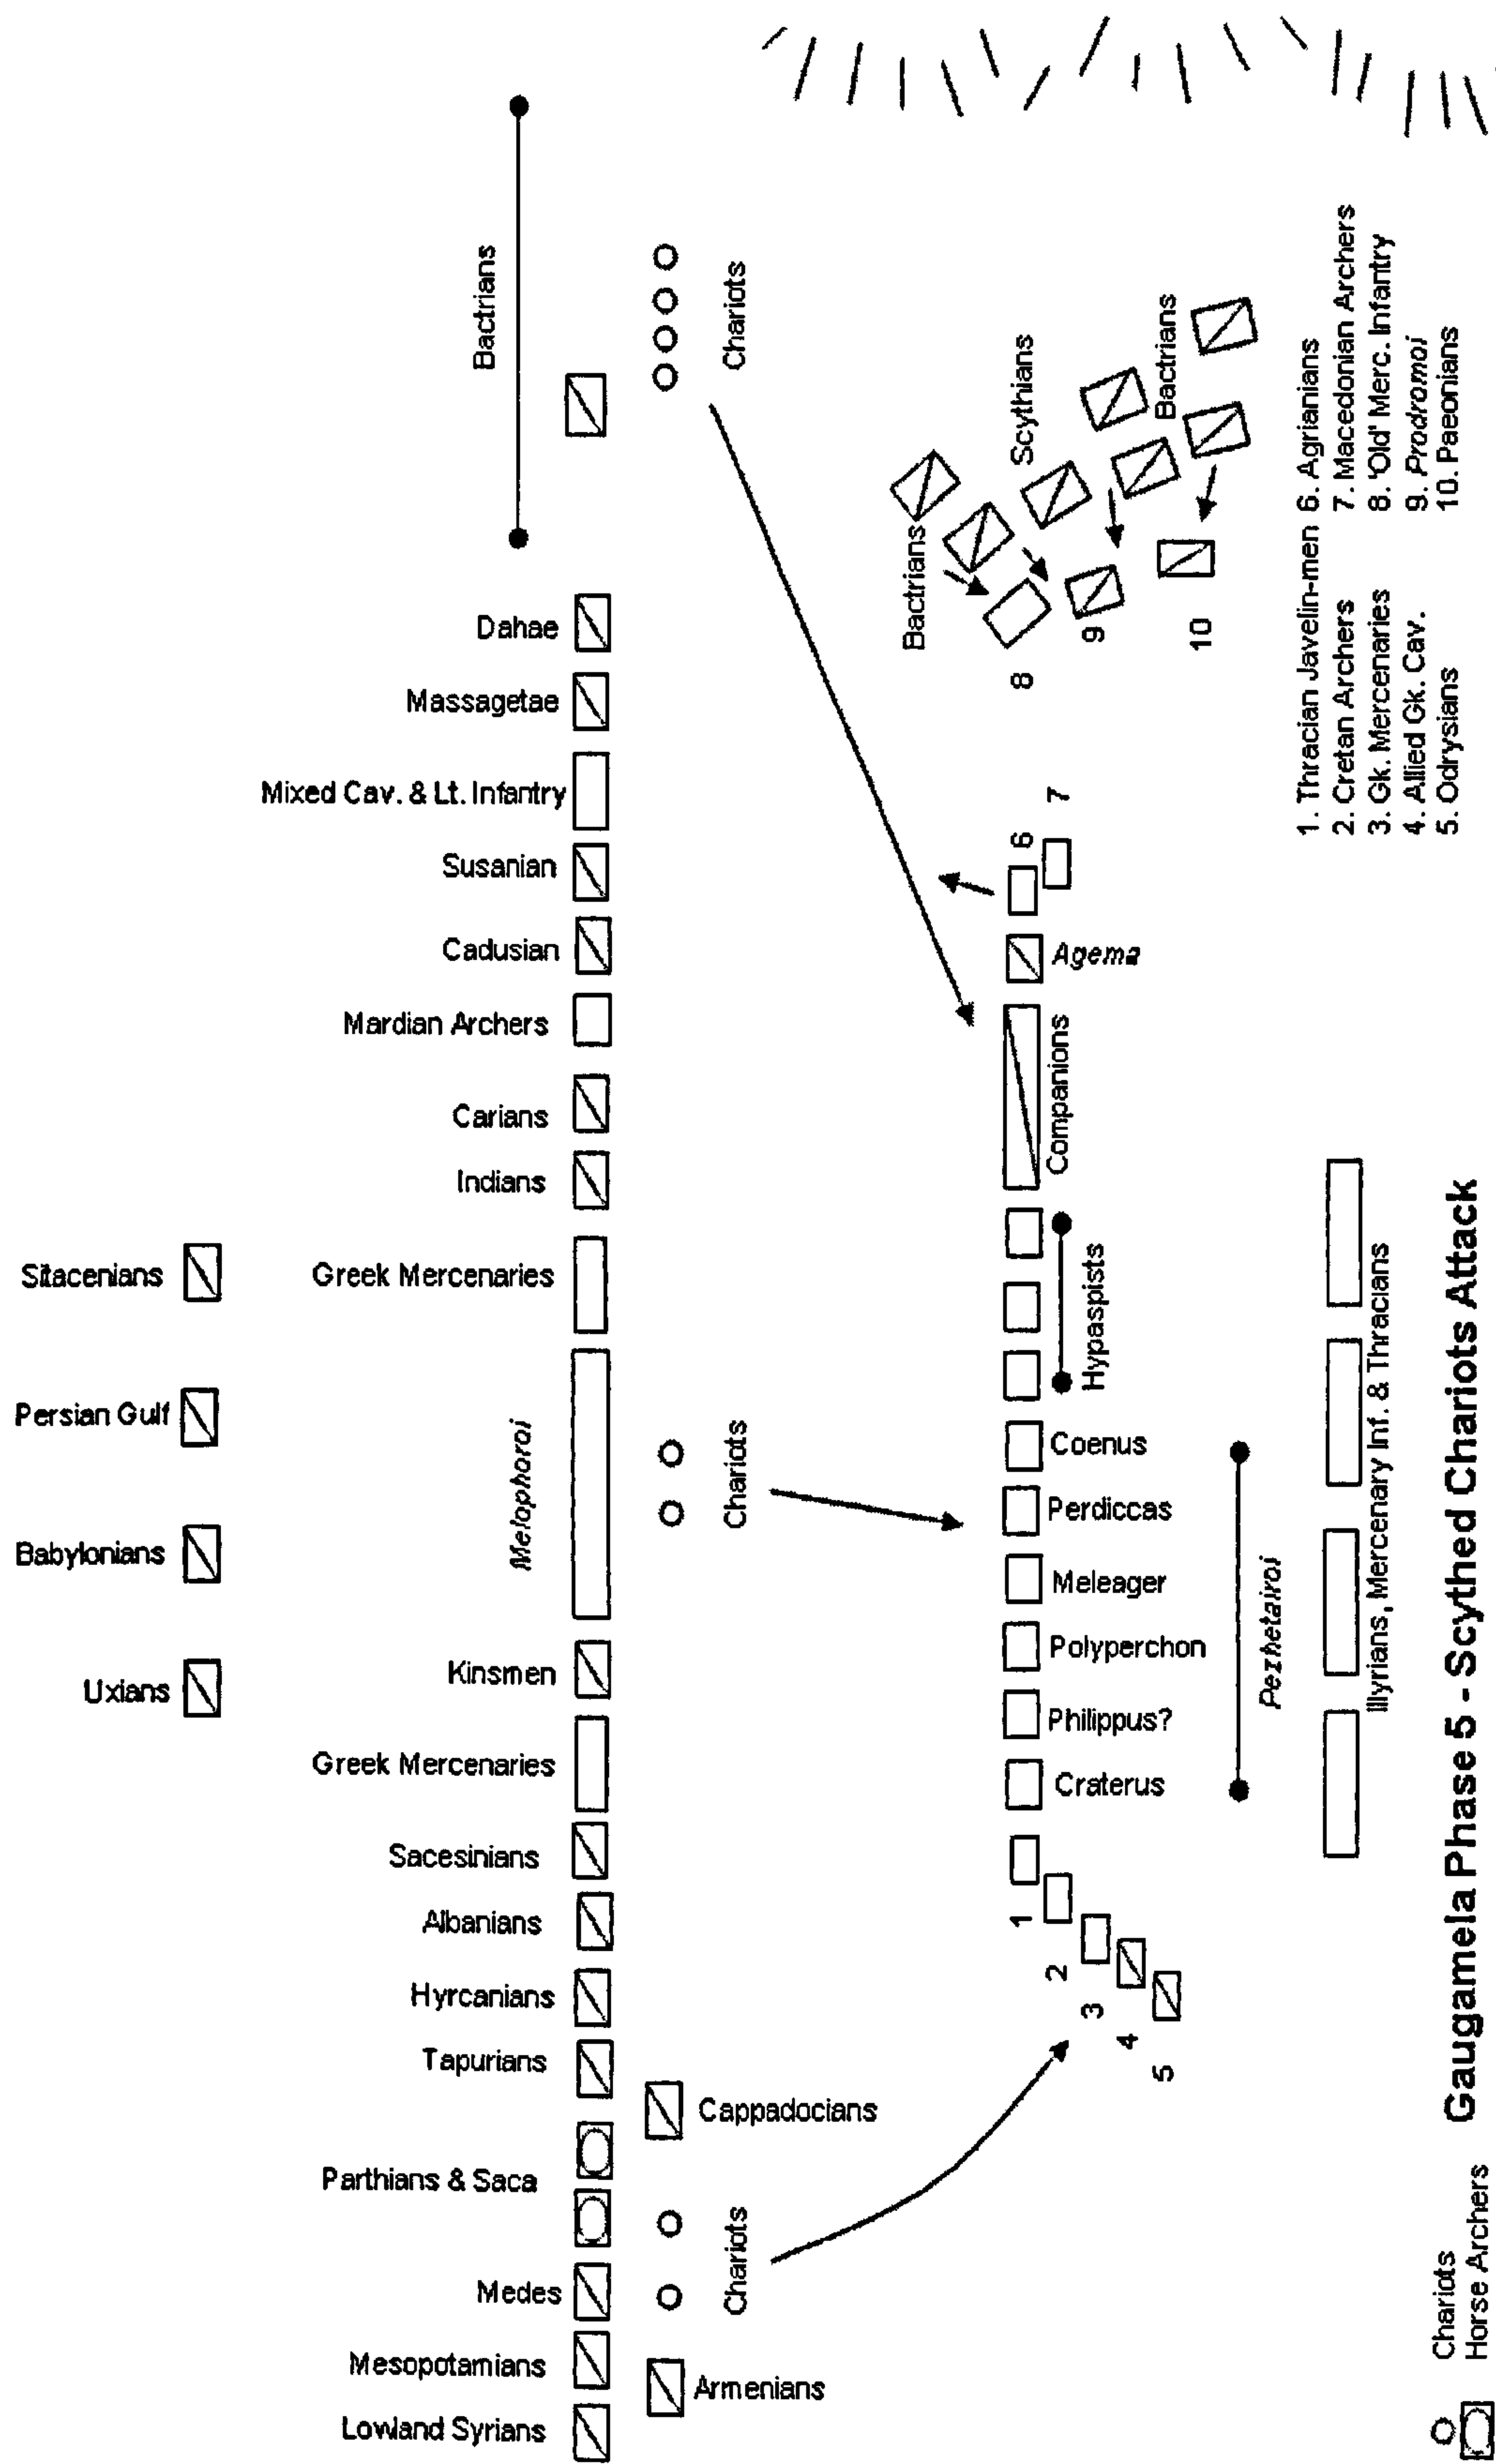 Sitacenians
Persian Gulf
Babylonians
Uxians
Bactrians
Dahae
Massagetae
Mixed Cav. & Lt. Infantry
Susanian
Cadusian
Mardian Archers
Carians
Indians
Greek Mercenaries
Melophoroi
Kinsmen
Greek Mercenaries
Sacesinians
Albanians
Hyrcanians
Tapurians
Parthians & Saca
Medes
Mesopotamians
Lowland Syrians
Chariots
Chariots
Chariots
Cappadocians
Armenians
Bactrians
Scythians
Bactrians
8
9
10
7
6
Agema
Companions
Hypaspists
Coenus
Perdiccas
Meleager
Polyperchon
Philippus?
Craterus
Pezhetairoi
1
2
3
4
5
Illyrians, Mercenary Inf. & Thracians
1. Thracian Javelin-men 6. Agrianians
2. Cretan Archers 7. Macedonian Archers
3. Gk. Mercenaries 8. 'Old' Merc. Infantry
4. Allied Gk. Cav. 9. Prodromoi
5. Odrysians 10. Paeonians
Gaugamela Phase 5 - Scythed Chariots Attack
Chariots
Horse Archers